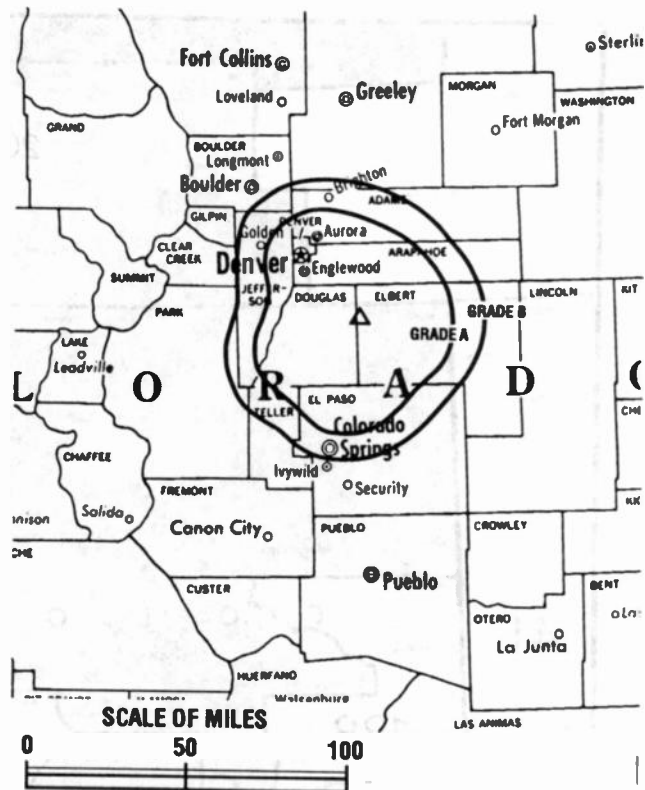 Fort Collins
Sterlin
Loveland
Greeley
MORGAN
WASHINGTON
GRAND
Fort Morgan
BOULDER
Longmont
Boulder
Brighton
GILPIN
ADAMS
DENVER
Golden
Aurora
CLEAR CREEK
Denver
ARAPAHOE
Englewood
SUMMIT
JEFFER-
SON
DOUGLAS
ELBERT
LINCOLN
KIT
PARK
GRADE B
GRADE A
LAKE
Leadville
L O R A D O
CHE
TELLER
EL PASO
Colorado
Springs
CHAFFEE
Ivywild
Security
FREMONT
Salida
nnison
Canon City
PUEBLO
CROWLEY
CHE
Pueblo
CUSTER
BENT
OTERO
La Junta
HUERFANO
Walsenburg
LAS ANIMAS
SCALE OF MILES
0 50 100